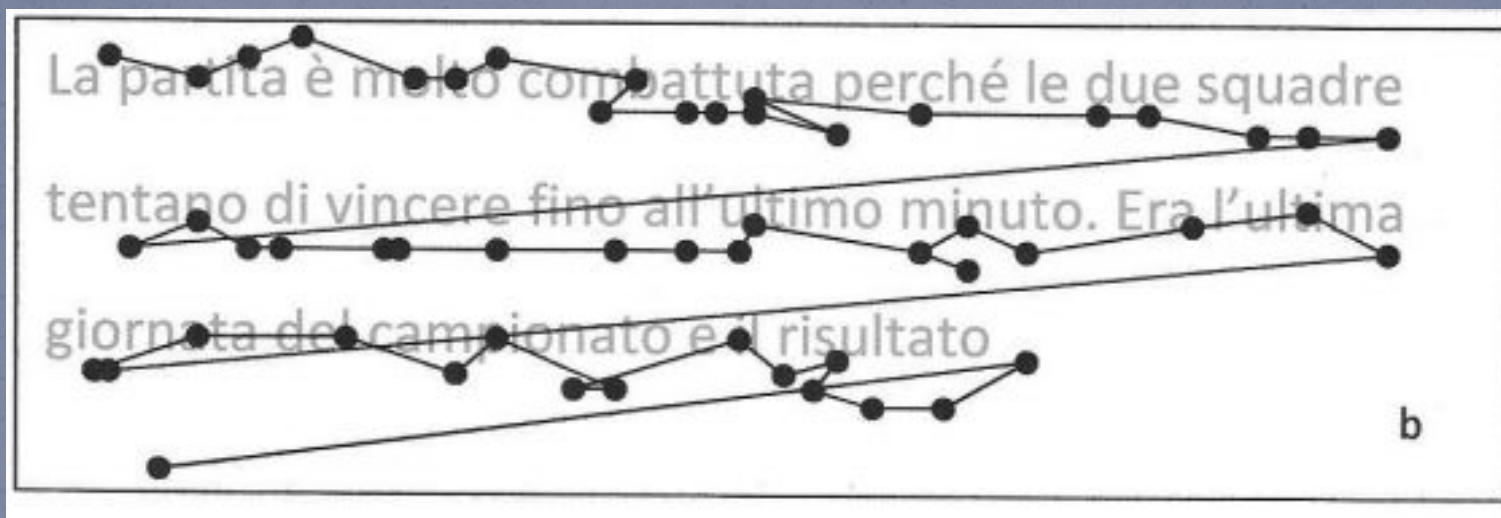 La partita è molto combattuta perché le due squadre
tentano di vincere fino all'ultimo minuto. Era l'ultima
giornata del campionato e il risultato
b